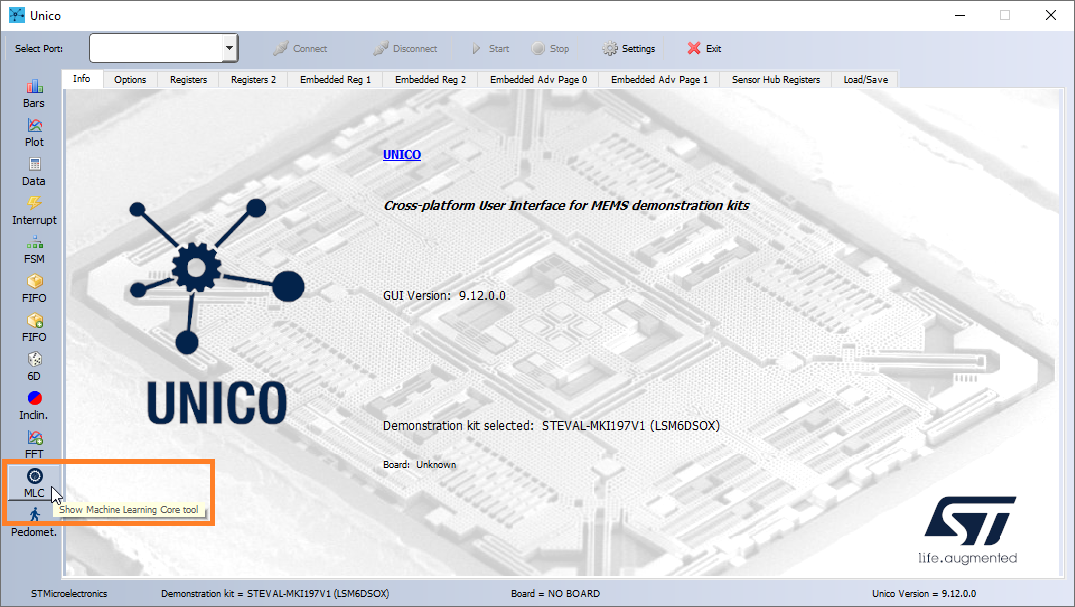 Unico
Select Port:
Connect
Disconnect
Start
Stop
Settings
Exit
Info
Options
Registers
Registers 2
Embedded Reg 1
Embedded Reg 2
Embedded Adv Page 0
Embedded Adv Page 1
Sensor Hub Registers
Load/Save
Bars
Plot
Data
Interrupt
FSM
FIFO
FIFO
6D
Inclin.
FFT
MLC
Show Machine Learning Core tool
Pedomet.
UNICO
UNICO
Cross-platform User Interface for MEMS demonstration kits
GUI Version: 9.12.0.0
Demonstration kit selected: STEVAL-MKI197V1 (LSM6DSOX)
Board: Unknown
ST
life.augmented
STMicroelectronics
Demonstration kit = STEVAL-MKI197V1 (LSM6DSOX)
Board = NO BOARD
Unico Version = 9.12.0.0